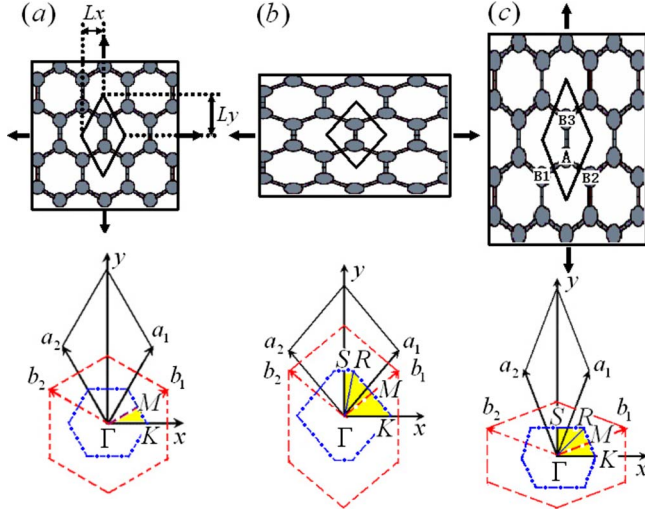 (a)
Lx
Ly
(b)
(c)
B3
A
B1
B2
y
a2
a1
b2
b1
M
Γ
K
x
y
a2
a1
S
R
b2
b1
M
Γ
K
x
y
a2
a1
b2
S
R
b1
M
Γ
K
x